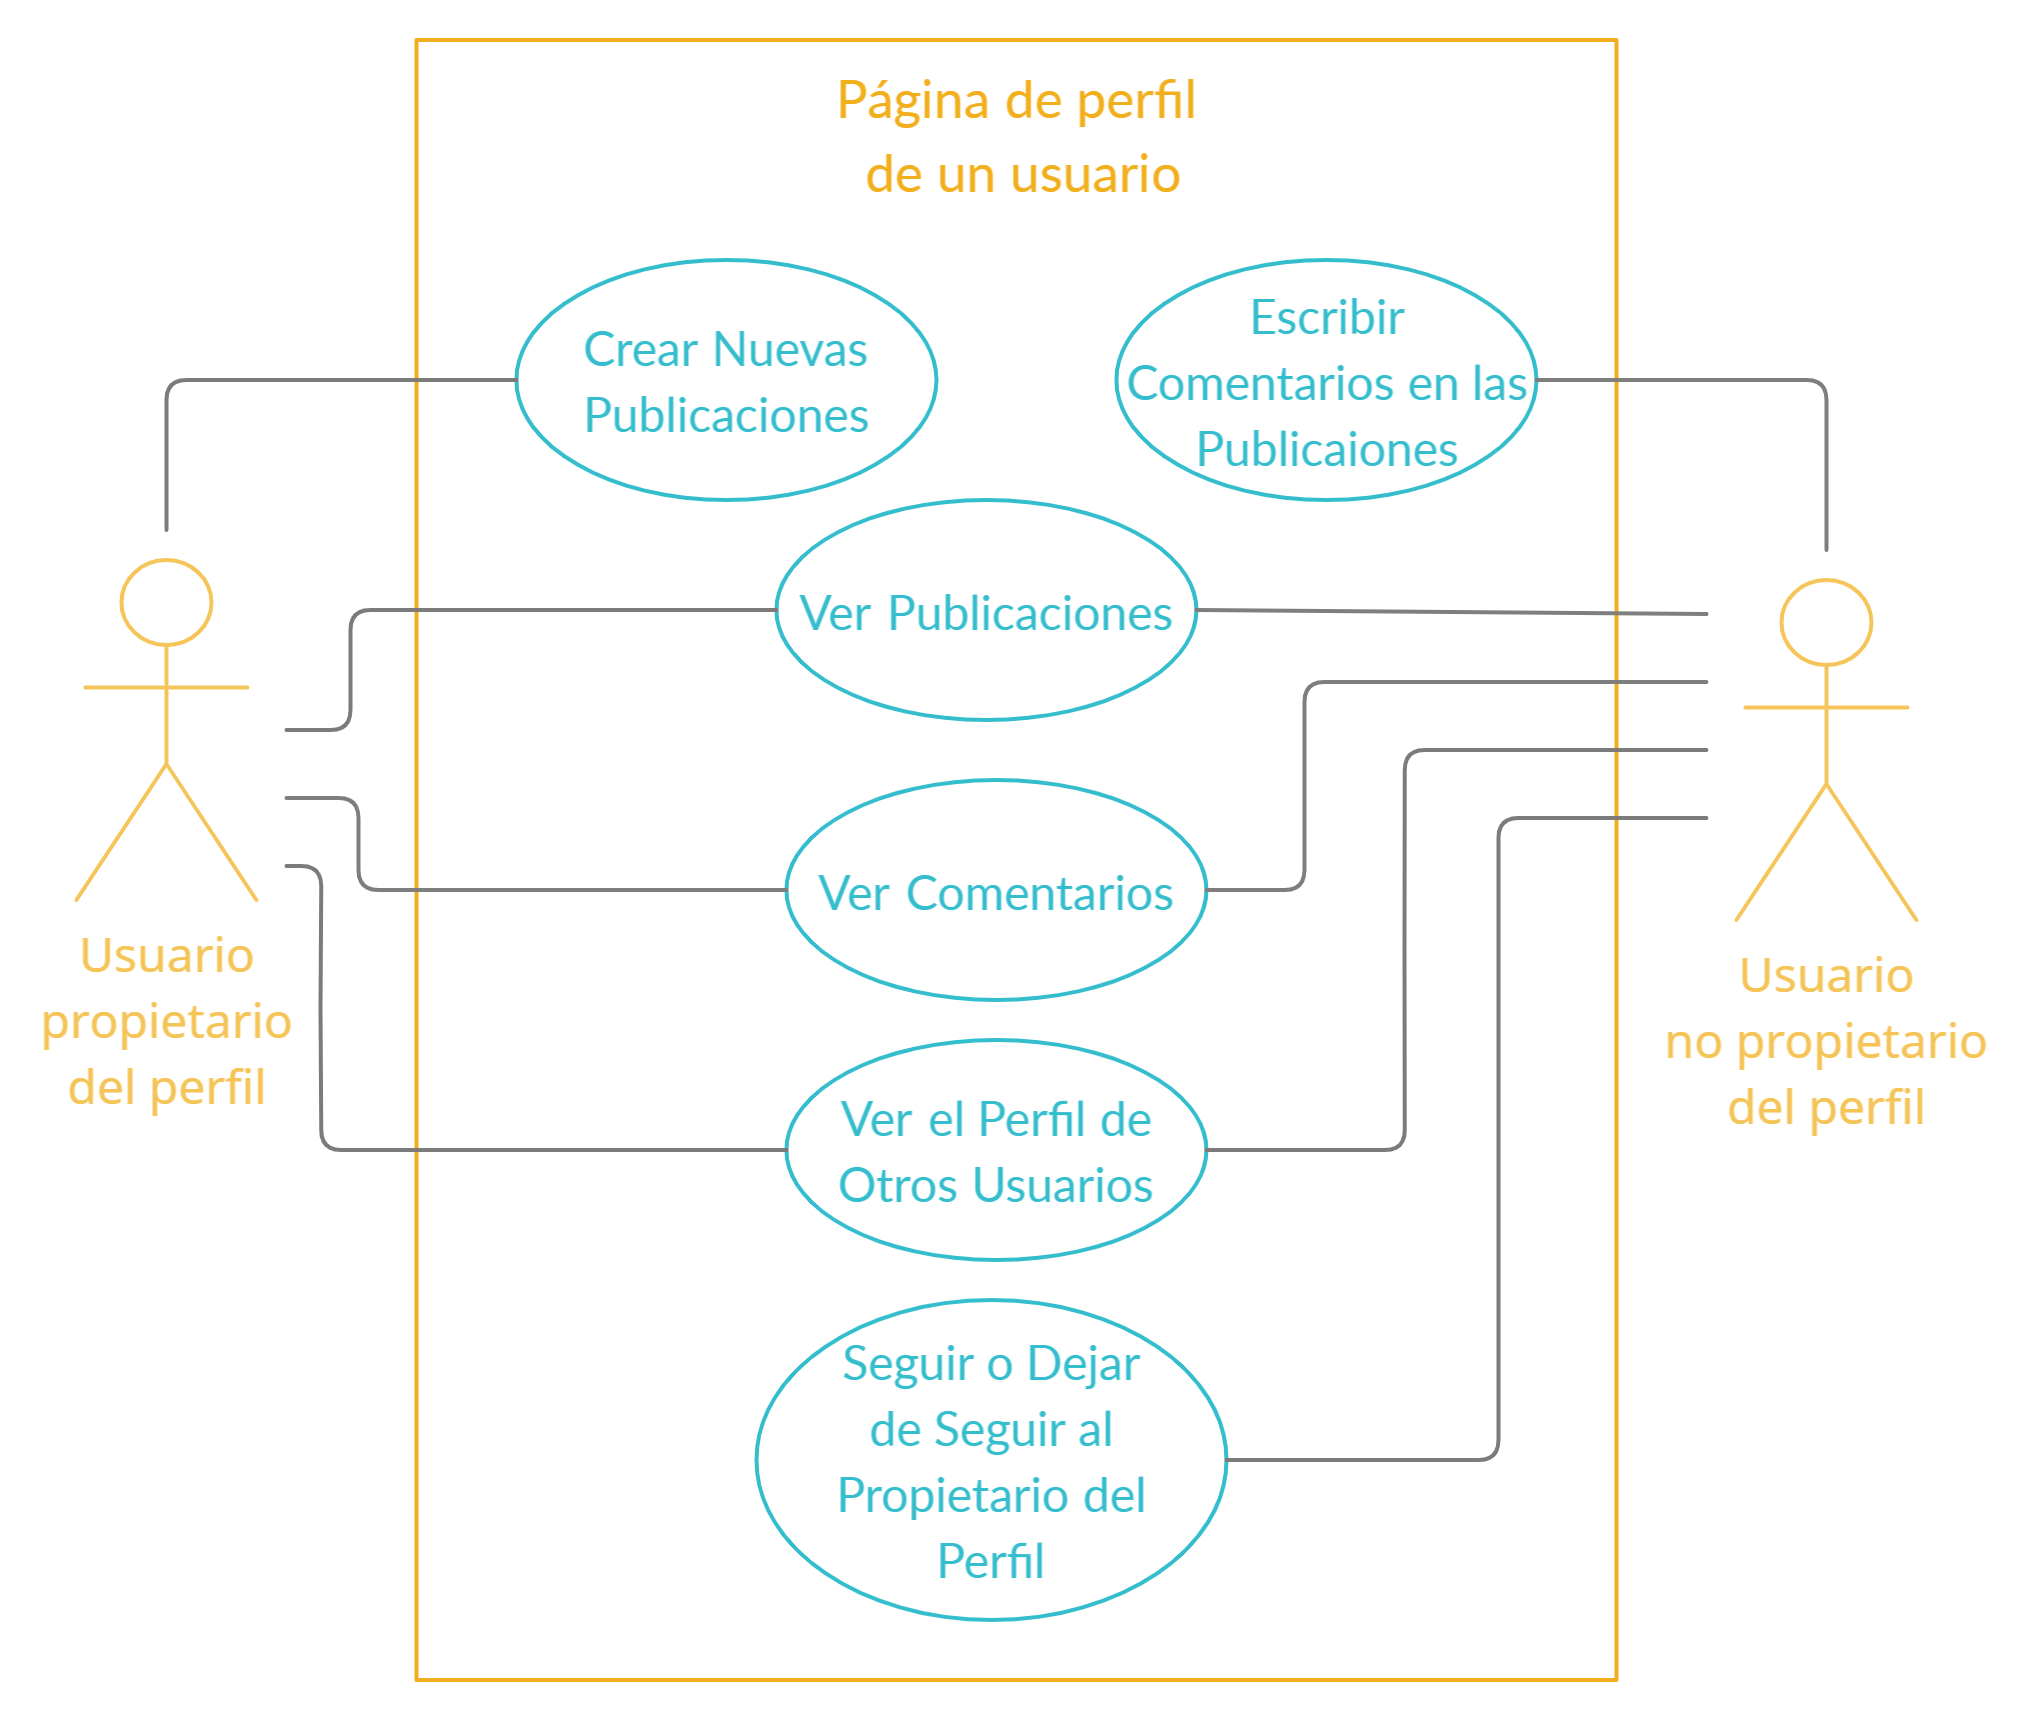 Página de perfil
de un usuario
Crear Nuevas
Publicaciones
Escribir
Comentarios en las
Publicaiones
Ver Publicaciones
Ver Comentarios
Usuario
propietario
del perfil
Usuario
no propietario
del perfil
Ver el Perfil de
Otros Usuarios
Seguir o Dejar
de Seguir al
Propietario del
Perfil